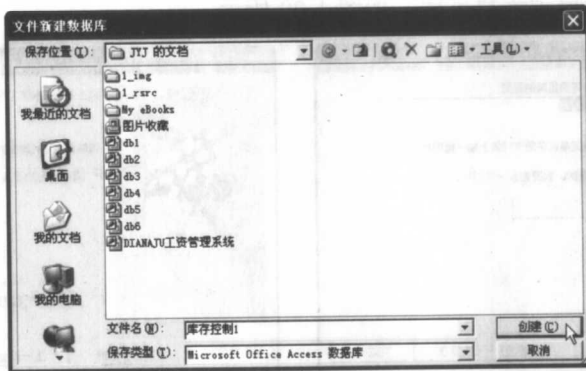 文件新建数据库
保存位置(I): JYJ 的文档 工具(L)
1_img
1_rsrc
My eBooks
图片收藏
db1
db2
db3
db4
db5
db6
DIANAJU工资管理系统
我最近的文档
桌面
我的文档
我的电脑
文件名(N): 库存控制1 创建(C)
保存类型(T): Microsoft Office Access 数据库 取消